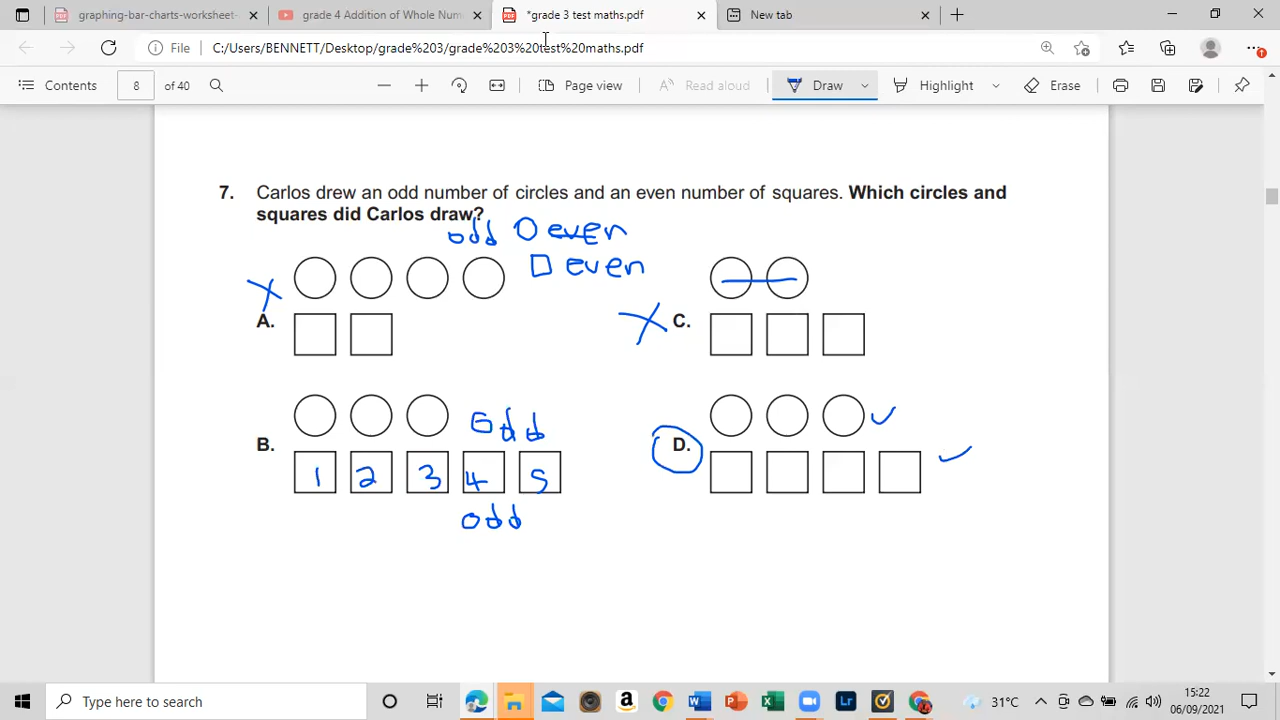 graphing-bar-charts-worksheet-
grade 4 Addition of Whole Num
*grade 3 test maths.pdf
New tab
File
C:/Users/BENNETT/Desktop/grade%203/grade%203%20test%20maths.pdf
Contents
8
of 40
Page view
Read aloud
Draw
Highlight
Erase
7. Carlos drew an odd number of circles and an even number of squares. Which circles and
squares did Carlos draw?
odd O even
□ even
A.
C.
B.
odd
1 2 3 4 5
odd
D.
Type here to search
31°C
15:22
06/09/2021